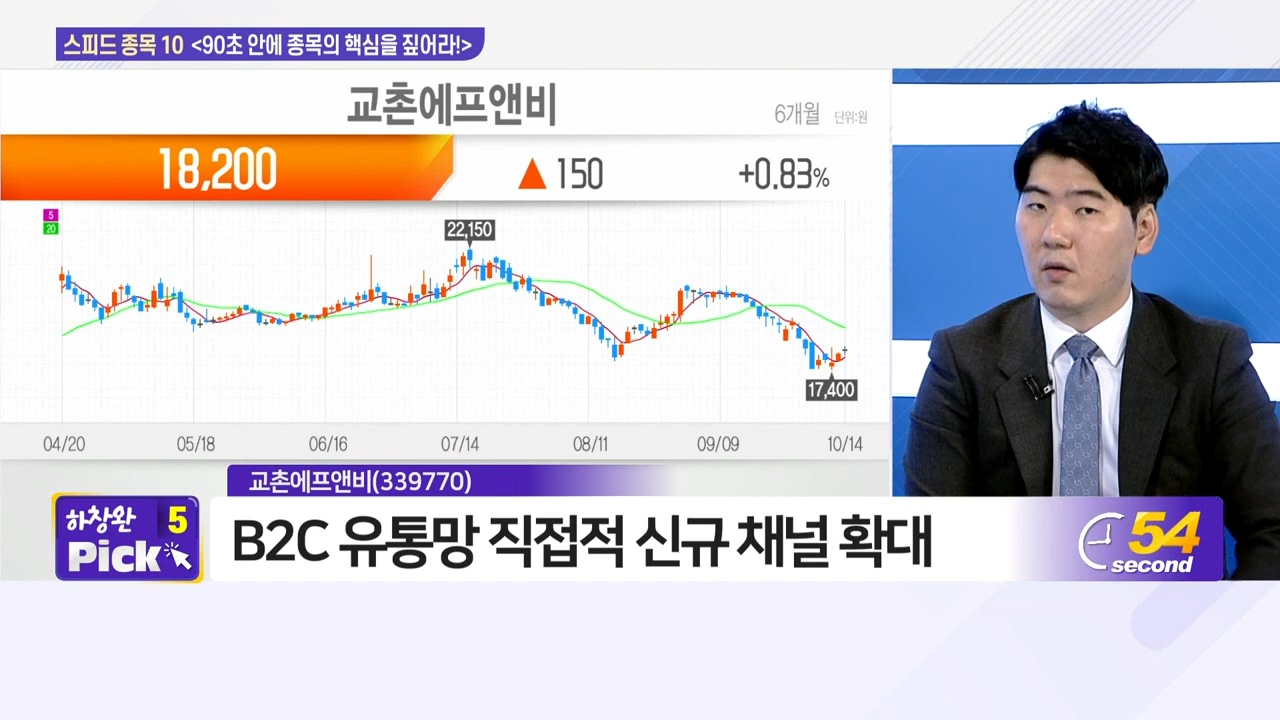 스피드 종목 10 <90초 안에 종목의 핵심을 짚어라!>
교촌에프앤비
6개월 단위:원
18,200 ▲ 150 +0.83%
5
20
22,150
17,400
04/20 05/18 06/16 07/14 08/11 09/09 10/14
교촌에프앤비(339770)
하창완 5
Pick
B2C 유통망 직접적 신규 채널 확대
54
second